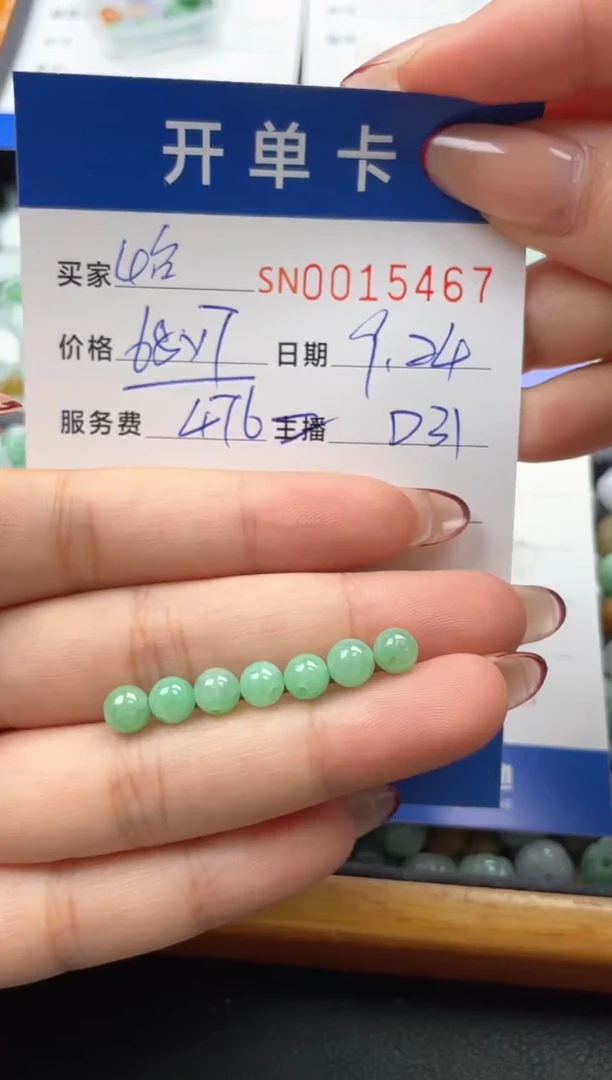 开单卡
买家 SN0015467
价格 68x7 日期 9.24
服务费 476 主播 D31